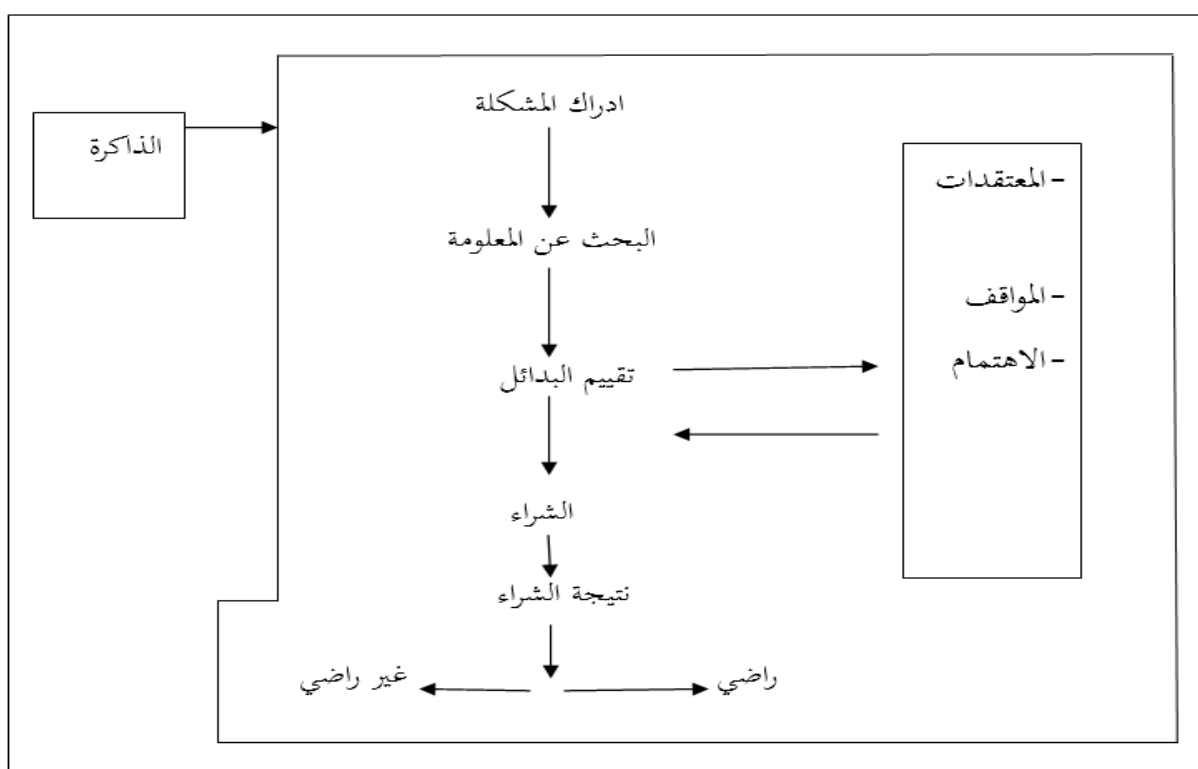 ادراك المشكلة
الذاكرة
- المعتقدات
البحث عن المعلومة
- المواقف
- الاهتمام
تقييم البدائل
الشراء
نتيجة الشراء
راضي
غير راضي